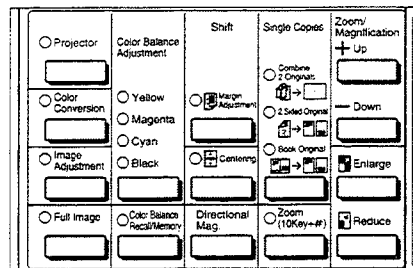 Projector
Color
Conversion
Image
Adjustment
Full Image
Color Balance
Adjustment
Yellow
Magenta
Cyan
Black
Color Balance
Recall/Memory
Shift
Margin
Adjustment
Centering
Directional
Mag.
Single Copies
Combine
2 Originals
2 Sided Original
2
Book Original
Zoom
(10Key+#)
Zoom/
Magnification
Up
Down
Enlarge
Reduce